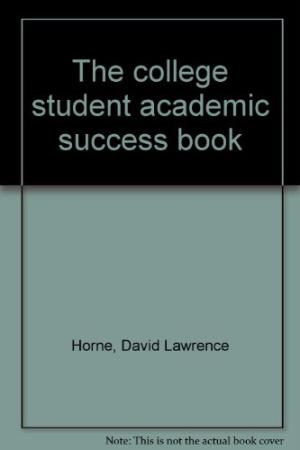 The college
student academic
success book
Horne, David Lawrence
Note: This is not the actual book cover